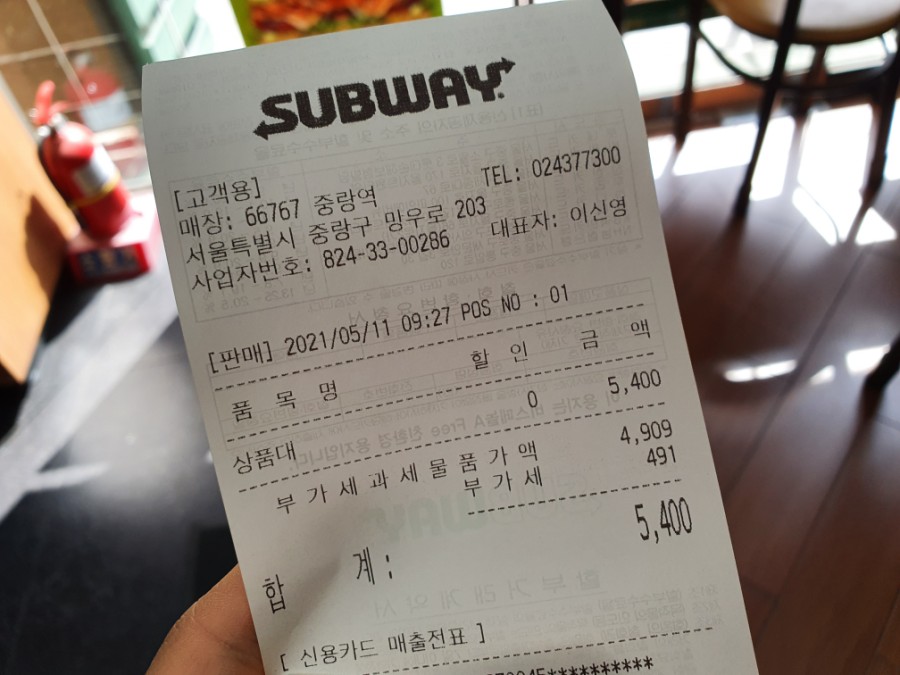 SUBWAY
[고객용]
매장: 66767 중랑역 TEL: 024377300
서울특별시 중랑구 망우로 203
사업자번호: 824-33-00286 대표자: 이신영
[판매] 2021/05/11 09:27 POS NO : 01
품 목 명 할 인 금 액
상품대 0 5,400
부 가 세 과 세 물 품 가 액 4,909
부 가 세 491
합 계: 5,400
[ 신용카드 매출전표 ]